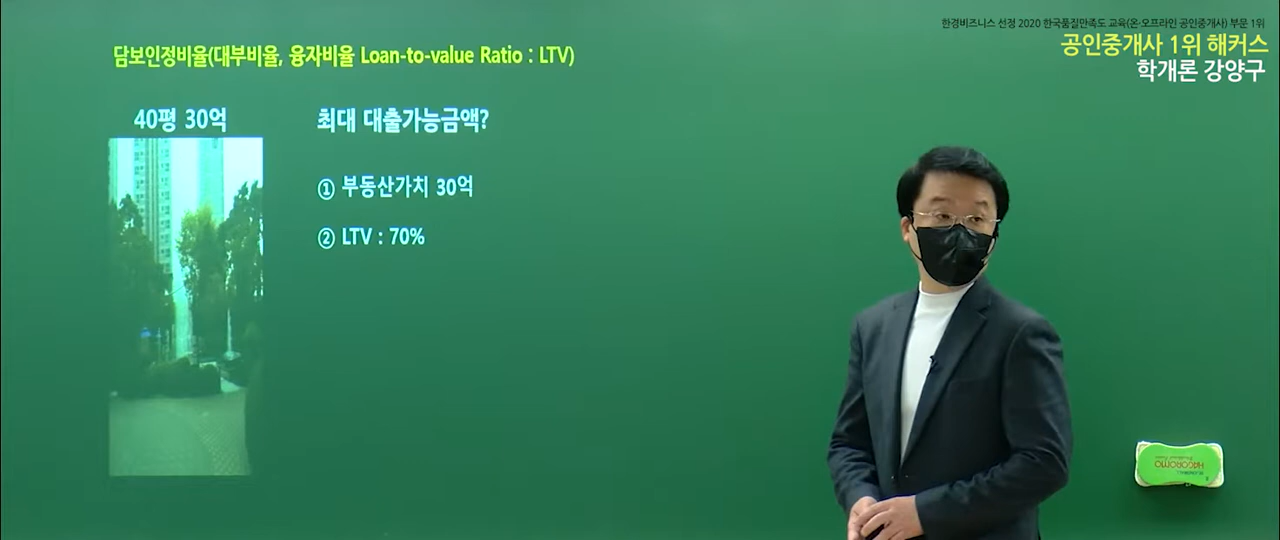 한경비즈니스 선정 2020 한국품질만족도 교육(온·오프라인 공인중개사) 부문 1위
공인중개사 1위 해커스
학개론 강양구
담보인정비율(대부비율, 융자비율 Loan-to-value Ratio : LTV)
40평 30억
최대 대출가능금액?
① 부동산가치 30억
② LTV : 70%
HAGOROMO